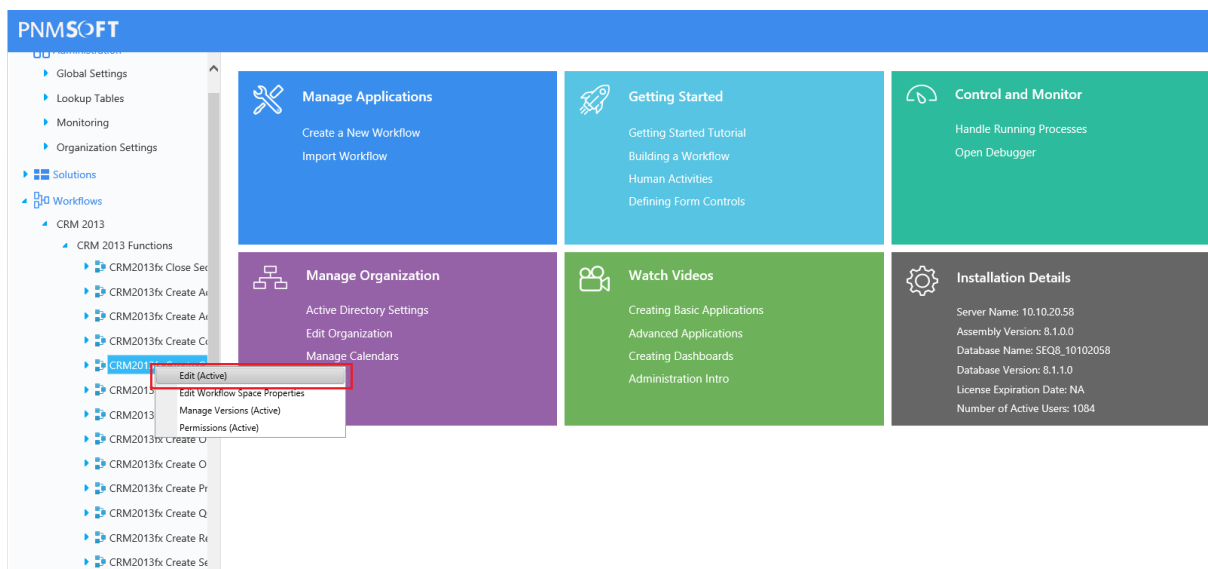 PNMSOFT
Administration
Global Settings
Lookup Tables
Monitoring
Organization Settings
Solutions
Workflows
CRM 2013
CRM 2013 Functions
CRM2013fx Close Sec
CRM2013fx Create A
CRM2013fx Create A
CRM2013fx Create Co
CRM2013
CRM2013
CRM2013fx Create O
CRM2013fx Create O
CRM2013fx Create Pr
CRM2013fx Create Q
CRM2013fx Create Re
CRM2013fx Create Se
Edit (Active)
Edit Workflow Space Properties
Manage Versions (Active)
Permissions (Active)
Manage Applications
Create a New Workflow
Import Workflow
Getting Started
Getting Started Tutorial
Building a Workflow
Human Activities
Defining Form Controls
Control and Monitor
Handle Running Processes
Open Debugger
Manage Organization
Active Directory Settings
Edit Organization
Manage Calendars
Watch Videos
Creating Basic Applications
Advanced Applications
Creating Dashboards
Administration Intro
Installation Details
Server Name: 10.10.20.58
Assembly Version: 8.1.0.0
Database Name: SEQ8_10102058
Database Version: 8.1.1.0
License Expiration Date: NA
Number of Active Users: 1084